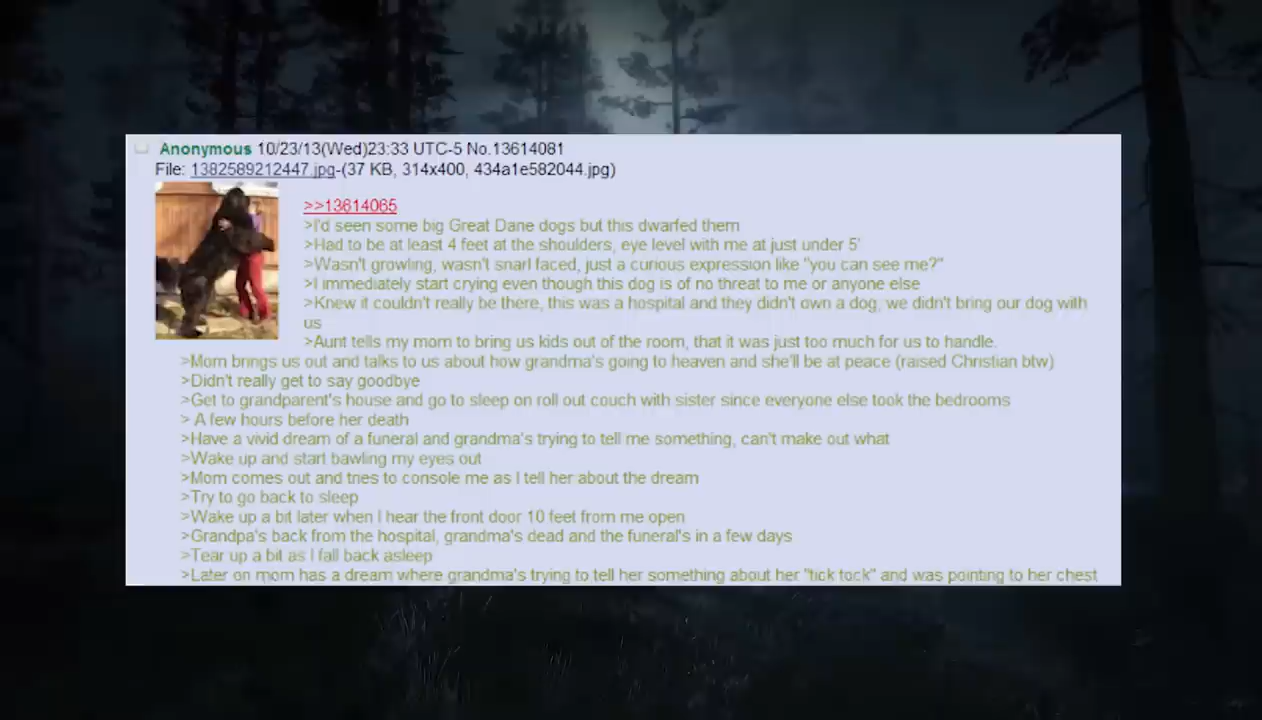 Anonymous 10/23/13(Wed)23:33 UTC-5 No.13614081
File: 1382589212447.jpg-(37 KB, 314x400, 434a1e582044.jpg)
>>13614065
>I'd seen some big Great Dane dogs but this dwarfed them
>Had to be at least 4 feet at the shoulders, eye level with me at just under 5'
>Wasn't growling, wasn't snarl faced, just a curious expression like "you can see me?"
>I immediately start crying even though this dog is of no threat to me or anyone else
>Knew it couldn't really be there, this was a hospital and they didn't own a dog, we didn't bring our dog with
us
>Aunt tells my mom to bring us kids out of the room, that it was just too much for us to handle.
>Mom brings us out and talks to us about how grandma's going to heaven and she'll be at peace (raised Christian btw)
>Didn't really get to say goodbye
>Get to grandparent's house and go to sleep on roll out couch with sister since everyone else took the bedrooms
> A few hours before her death
>Have a vivid dream of a funeral and grandma's trying to tell me something, can't make out what
>Wake up and start bawling my eyes out
>Mom comes out and tries to console me as I tell her about the dream
>Try to go back to sleep
>Wake up a bit later when I hear the front door 10 feet from me open
>Grandpa's back from the hospital, grandma's dead and the funeral's in a few days
>Tear up a bit as I fall back asleep
>Later on mom has a dream where grandma's trying to tell her something about her "tick tock" and was pointing to her chest